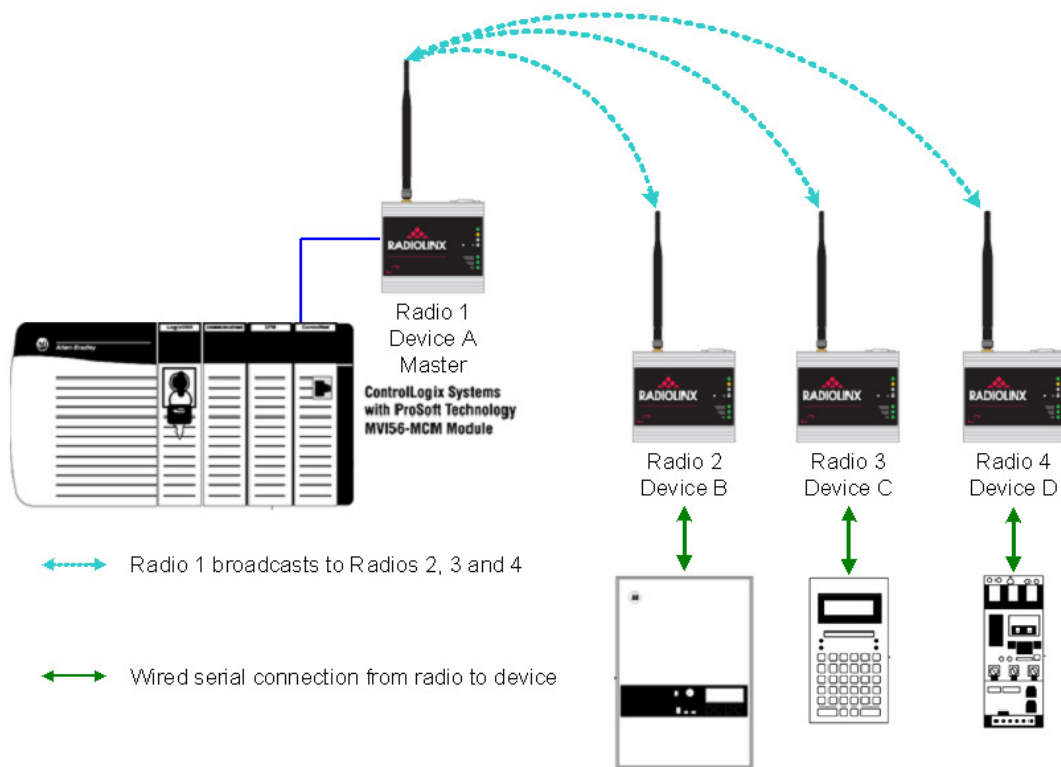 RADIOLINX
Radio 1
Device A
Master
Allen-Bradley
ControlLogix Systems
with ProSoft Technology
MVI56-MCM Module
RADIOLINX
RADIOLINX
RADIOLINX
Radio 2
Device B
Radio 3
Device C
Radio 4
Device D
Radio 1 broadcasts to Radios 2, 3 and 4
Wired serial connection from radio to device